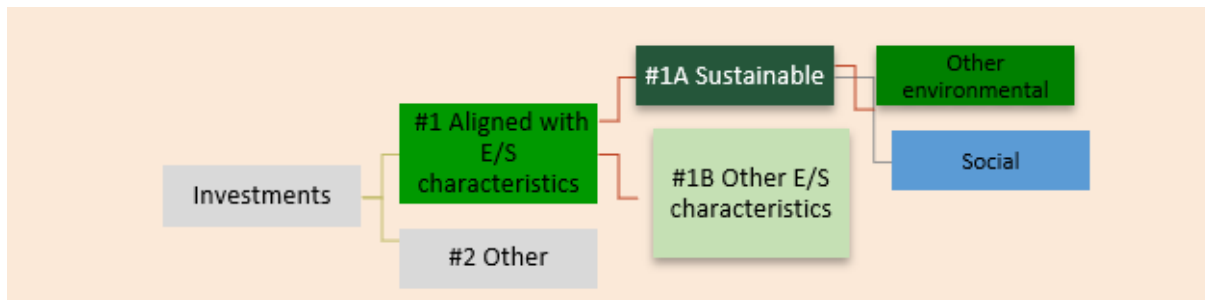 Investments
#1 Aligned with
E/S
characteristics
#2 Other
#1A Sustainable
#1B Other E/S
characteristics
Other
environmental
Social